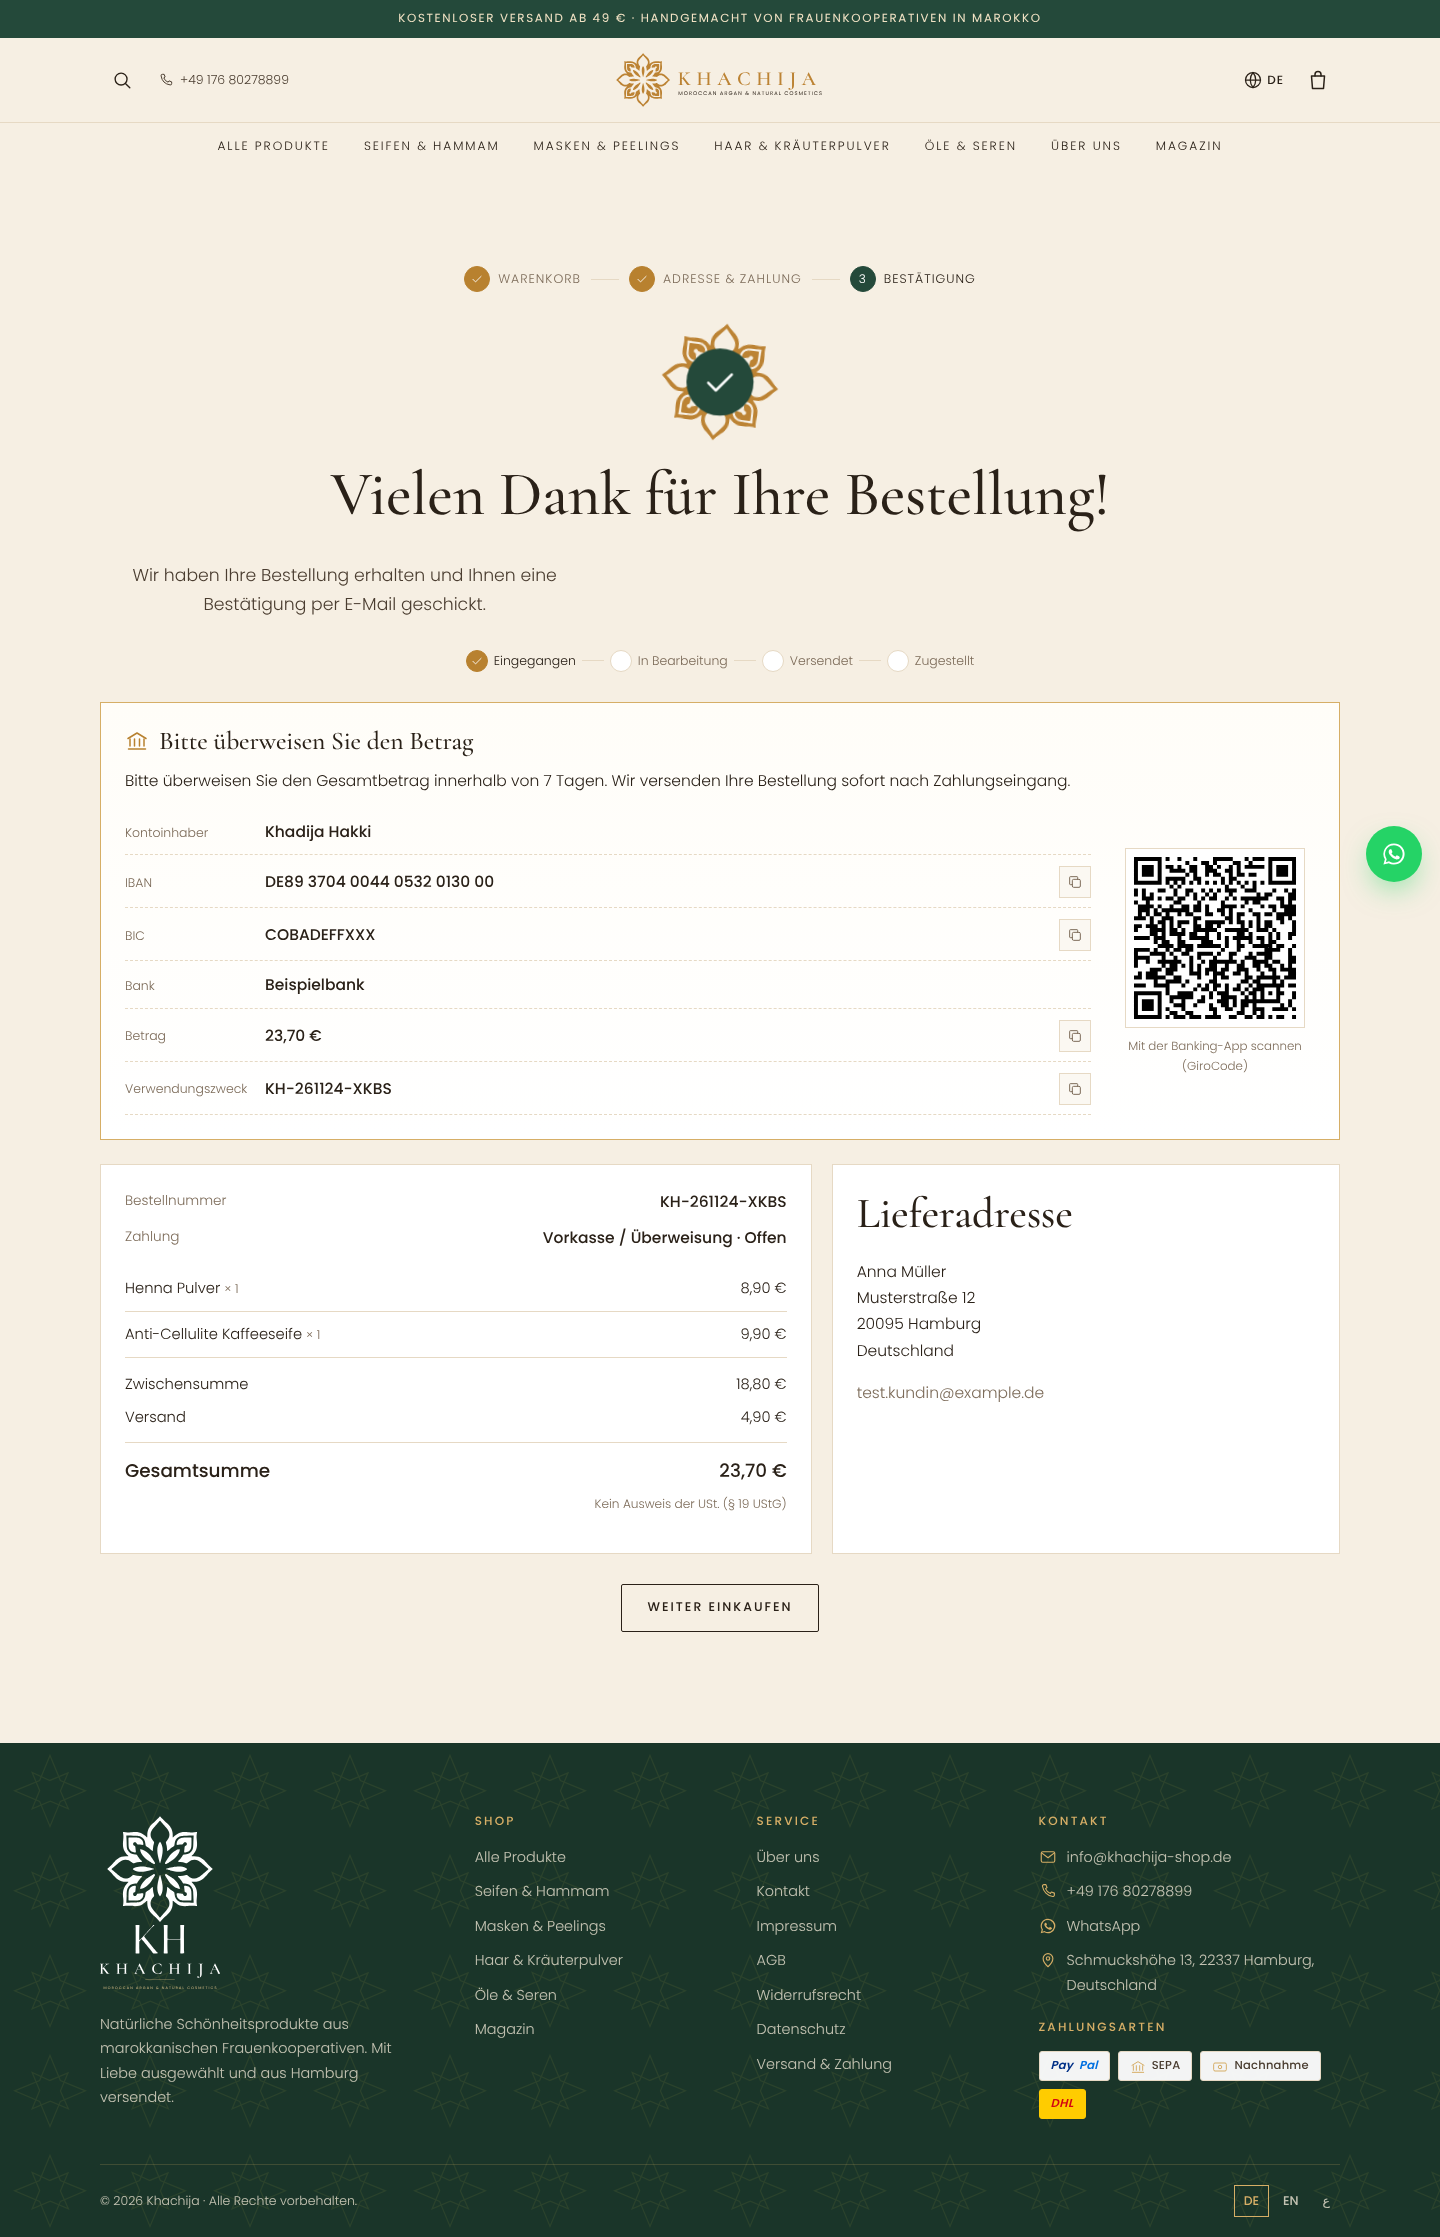 KOSTENLOSER VERSAND AB 49 € · HANDGEMACHT VON FRAUENKOOPERATIVEN IN MAROKKO
+49 176 80278899
KHACHIJA
MOROCCAN ARGAN & NATURAL COSMETICS
DE
ALLE PRODUKTE SEIFEN & HAMMAM MASKEN & PEELINGS HAAR & KRÄUTERPULVER ÖLE & SEREN ÜBER UNS MAGAZIN
WARENKORB ADRESSE & ZAHLUNG 3 BESTÄTIGUNG
Vielen Dank für Ihre Bestellung!
Wir haben Ihre Bestellung erhalten und Ihnen eine
Bestätigung per E-Mail geschickt.
Eingegangen In Bearbeitung Versendet Zugestellt
Bitte überweisen Sie den Betrag
Bitte überweisen Sie den Gesamtbetrag innerhalb von 7 Tagen. Wir versenden Ihre Bestellung sofort nach Zahlungseingang.
Kontoinhaber Khadija Hakki
IBAN DE89 3704 0044 0532 0130 00
BIC COBADEFFXXX
Bank Beispielbank
Betrag 23,70 €
Verwendungszweck KH-261124-XKBS
Mit der Banking-App scannen
(GiroCode)
Bestellnummer KH-261124-XKBS
Zahlung Vorkasse / Überweisung · Offen
Henna Pulver × 1 8,90 €
Anti-Cellulite Kaffeeseife × 1 9,90 €
Zwischensumme 18,80 €
Versand 4,90 €
Gesamtsumme 23,70 €
Kein Ausweis der USt. (§ 19 UStG)
Lieferadresse
Anna Müller
Musterstraße 12
20095 Hamburg
Deutschland
test.kundin@example.de
WEITER EINKAUFEN
KH
KHACHIJA
MOROCCAN ARGAN & NATURAL COSMETICS
Natürliche Schönheitsprodukte aus
marokkanischen Frauenkooperativen. Mit
Liebe ausgewählt und aus Hamburg
versendet.
SHOP
Alle Produkte
Seifen & Hammam
Masken & Peelings
Haar & Kräuterpulver
Öle & Seren
Magazin
SERVICE
Über uns
Kontakt
Impressum
AGB
Widerrufsrecht
Datenschutz
Versand & Zahlung
KONTAKT
info@khachija-shop.de
+49 176 80278899
WhatsApp
Schmuckshöhe 13, 22337 Hamburg,
Deutschland
ZAHLUNGSARTEN
Pay Pal SEPA Nachnahme
DHL
© 2026 Khachija · Alle Rechte vorbehalten.
DE EN ع